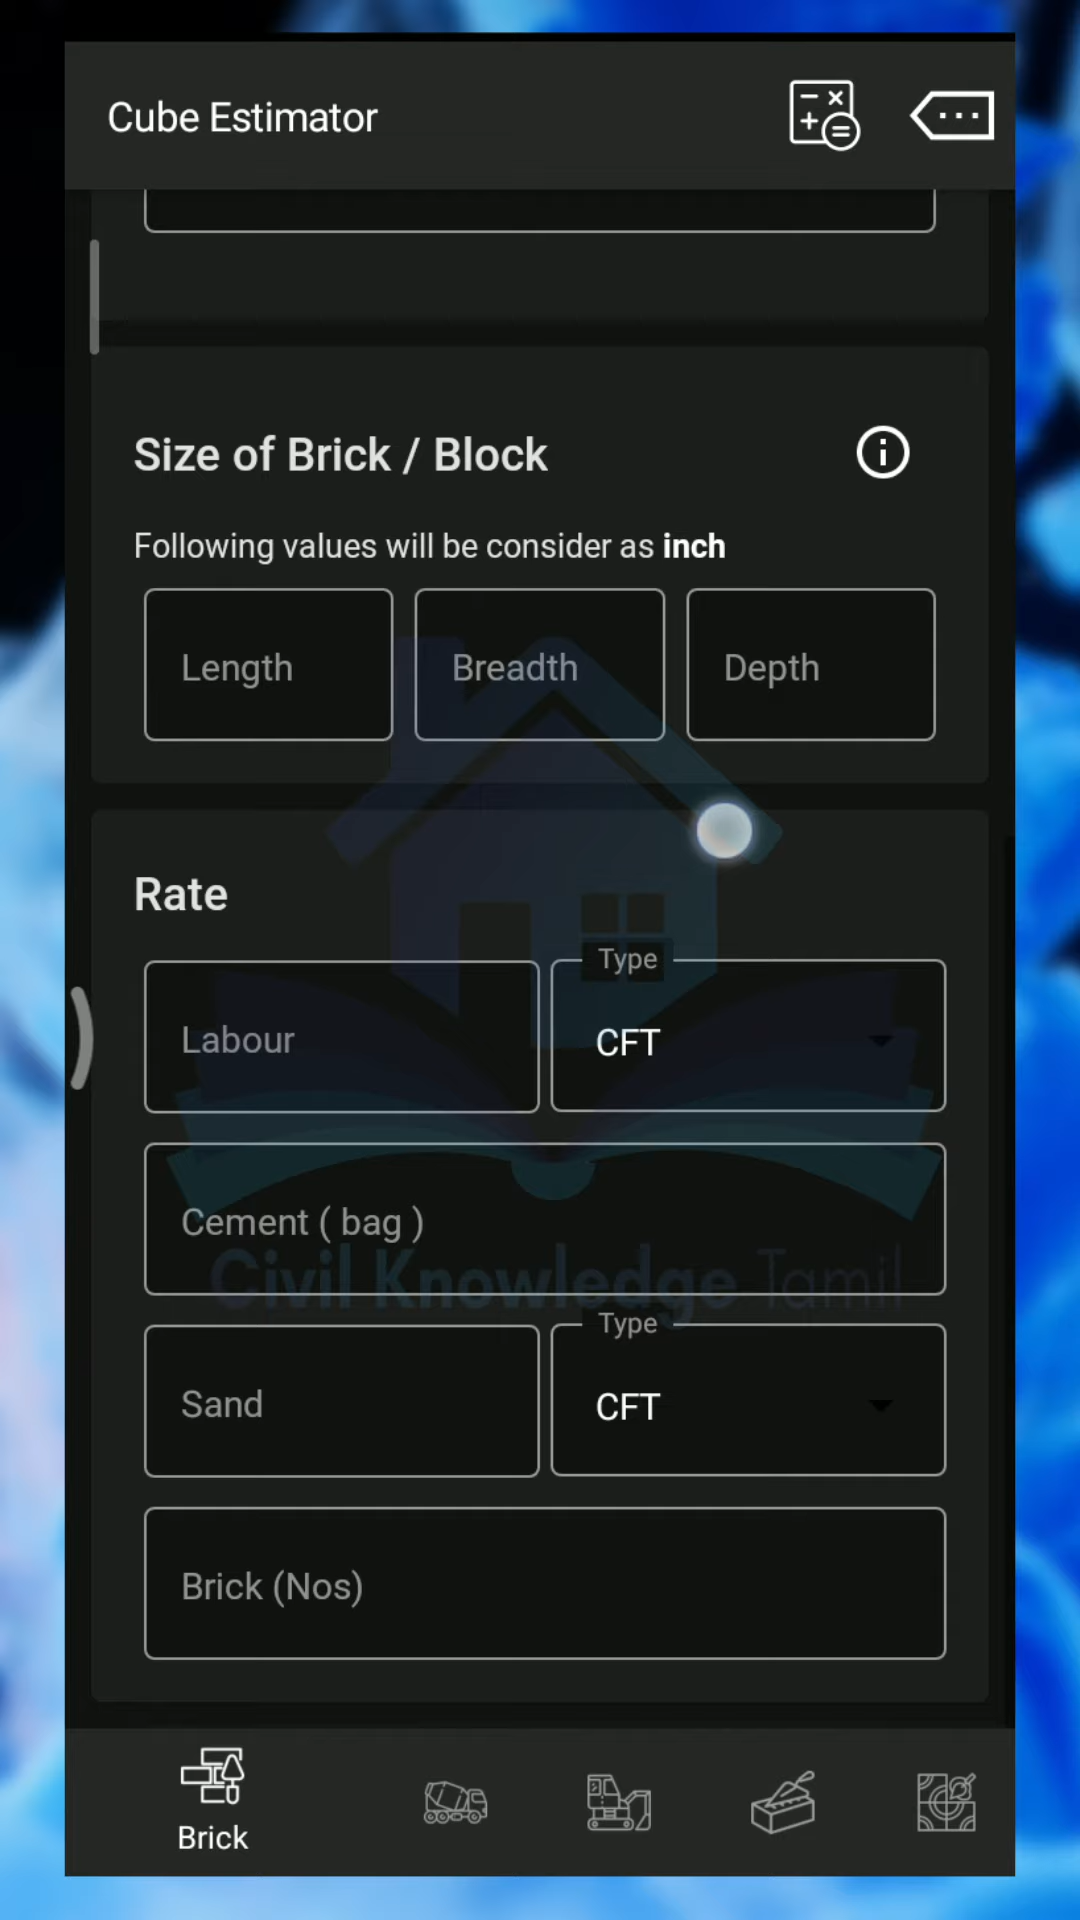 Cube Estimator
Size of Brick / Block
Following values will be consider as inch
Length Breadth Depth
Rate
Type
Labour CFT
Cement ( bag )
Civil Knowledge Tamil
Type
Sand CFT
Brick (Nos)
Brick